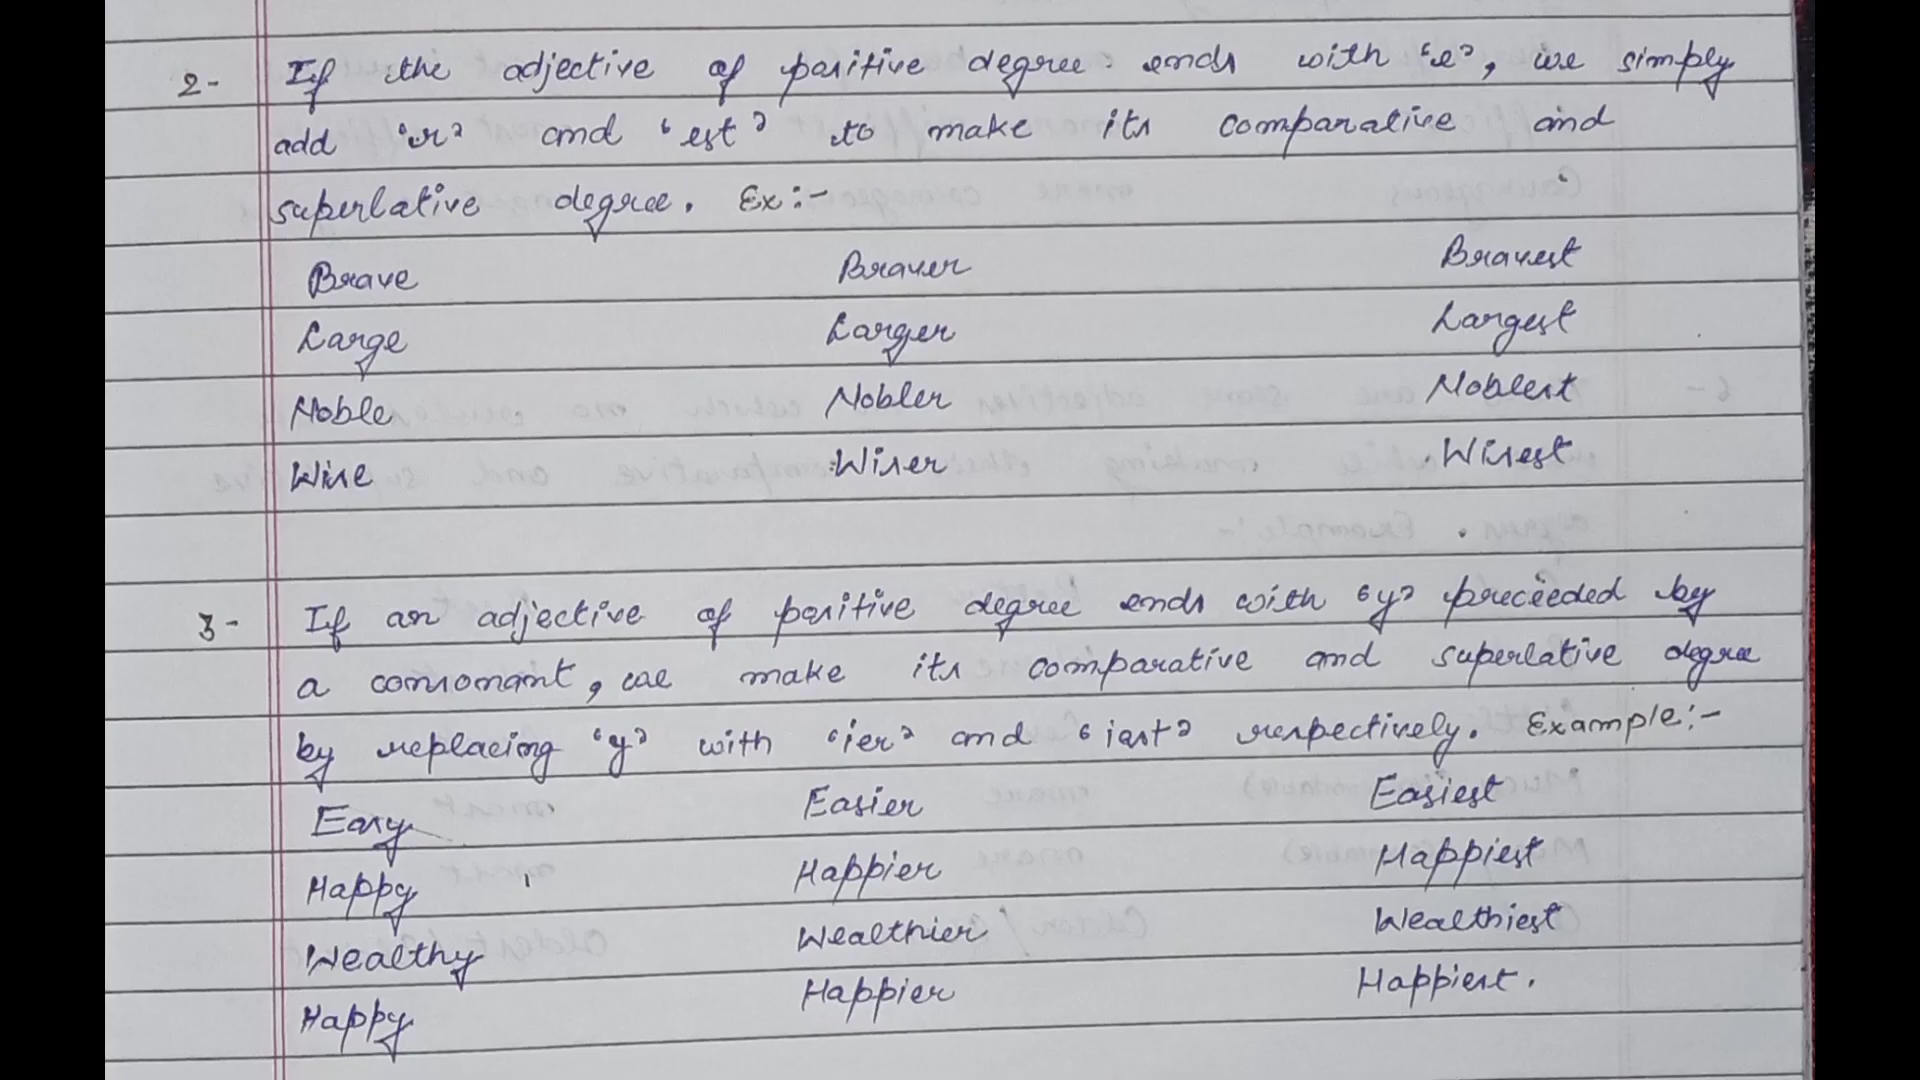 2- If the adjective of positive degree ends with 'e', we simply
add 'r' and 'est' to make its comparative and
superlative degree. Ex:-
Brave Braver Bravest
Large Larger Largest
Noble Nobler Noblest
Wise Wiser Wisest
3- If an adjective of positive degree ends with 'y' preceeded by
a consonant, we make its comparative and superlative degree
by replacing 'y' with 'ier' and 'iest' respectively. Example:-
Easy Easier Easiest
Happy Happier Happiest
Wealthy Wealthier Wealthiest
Happy Happier Happiest.